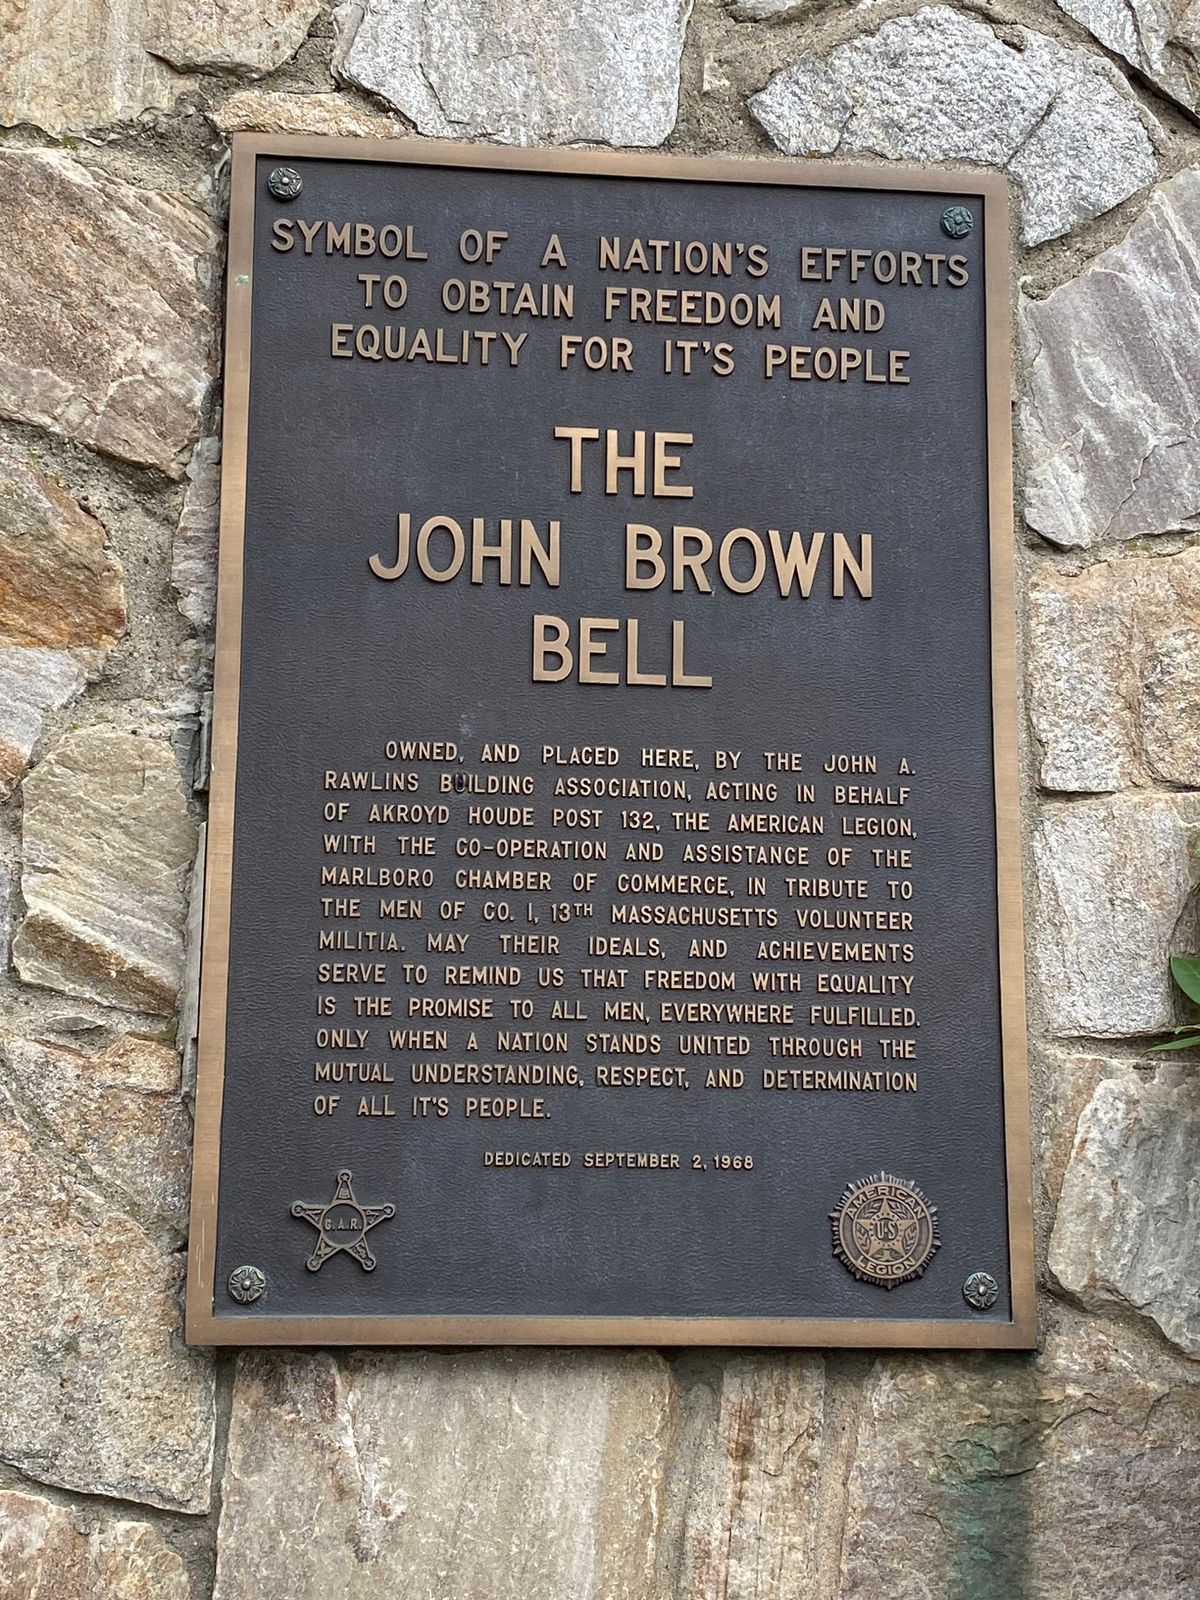 SYMBOL OF A NATION'S EFFORTS
TO OBTAIN FREEDOM AND
EQUALITY FOR IT'S PEOPLE
THE
JOHN BROWN
BELL
OWNED, AND PLACED HERE, BY THE JOHN A.
RAWLINS BUILDING ASSOCIATION, ACTING IN BEHALF
OF AKROYD HOUDE POST 132, THE AMERICAN LEGION,
WITH THE CO-OPERATION AND ASSISTANCE OF THE
MARLBORO CHAMBER OF COMMERCE, IN TRIBUTE TO
THE MEN OF CO. I, 13TH MASSACHUSETTS VOLUNTEER
MILITIA. MAY THEIR IDEALS, AND ACHIEVEMENTS
SERVE TO REMIND US THAT FREEDOM WITH EQUALITY
IS THE PROMISE TO ALL MEN, EVERYWHERE FULFILLED.
ONLY WHEN A NATION STANDS UNITED THROUGH THE
MUTUAL UNDERSTANDING, RESPECT, AND DETERMINATION
OF ALL IT'S PEOPLE.
DEDICATED SEPTEMBER 2, 1968
G.A.R.
AMERICAN
U·S
LEGION